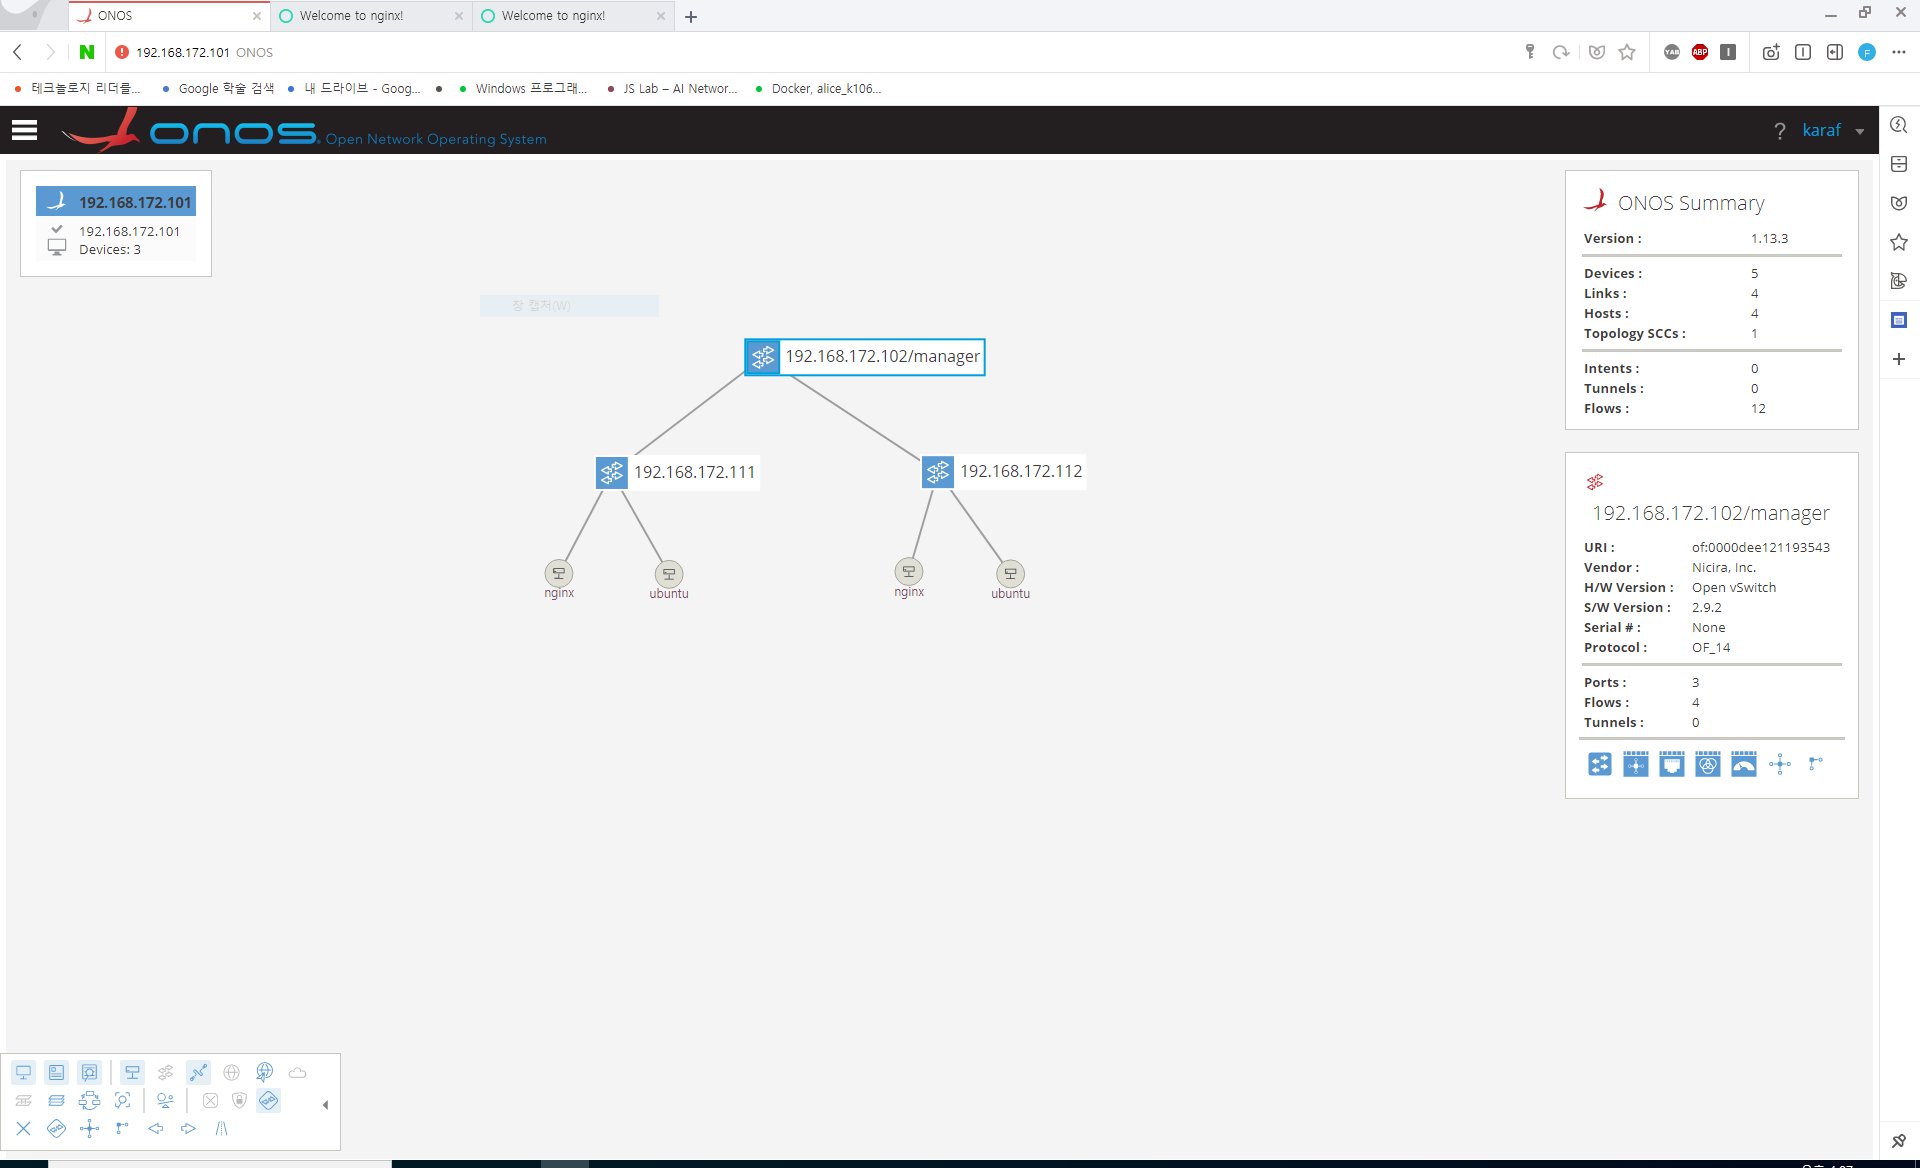 ONOS
Welcome to nginx!
Welcome to nginx!
N
192.168.172.101 ONOS
YAB
ABP
F
테크놀로지 리더를...
Google 학술 검색
내 드라이브 - Goog...
Windows 프로그래...
JS Lab – AI Networ...
Docker, alice_k106...
onos Open Network Operating System
?
karaf
192.168.172.101
192.168.172.101
Devices: 3
창 캡처(W)
192.168.172.102/manager
192.168.172.111
192.168.172.112
nginx
ubuntu
nginx
ubuntu
ONOS Summary
Version : 1.13.3
Devices : 5
Links : 4
Hosts : 4
Topology SCCs : 1
Intents : 0
Tunnels : 0
Flows : 12
192.168.172.102/manager
URI : of:0000dee121193543
Vendor : Nicira, Inc.
H/W Version : Open vSwitch
S/W Version : 2.9.2
Serial # : None
Protocol : OF_14
Ports : 3
Flows : 4
Tunnels : 0